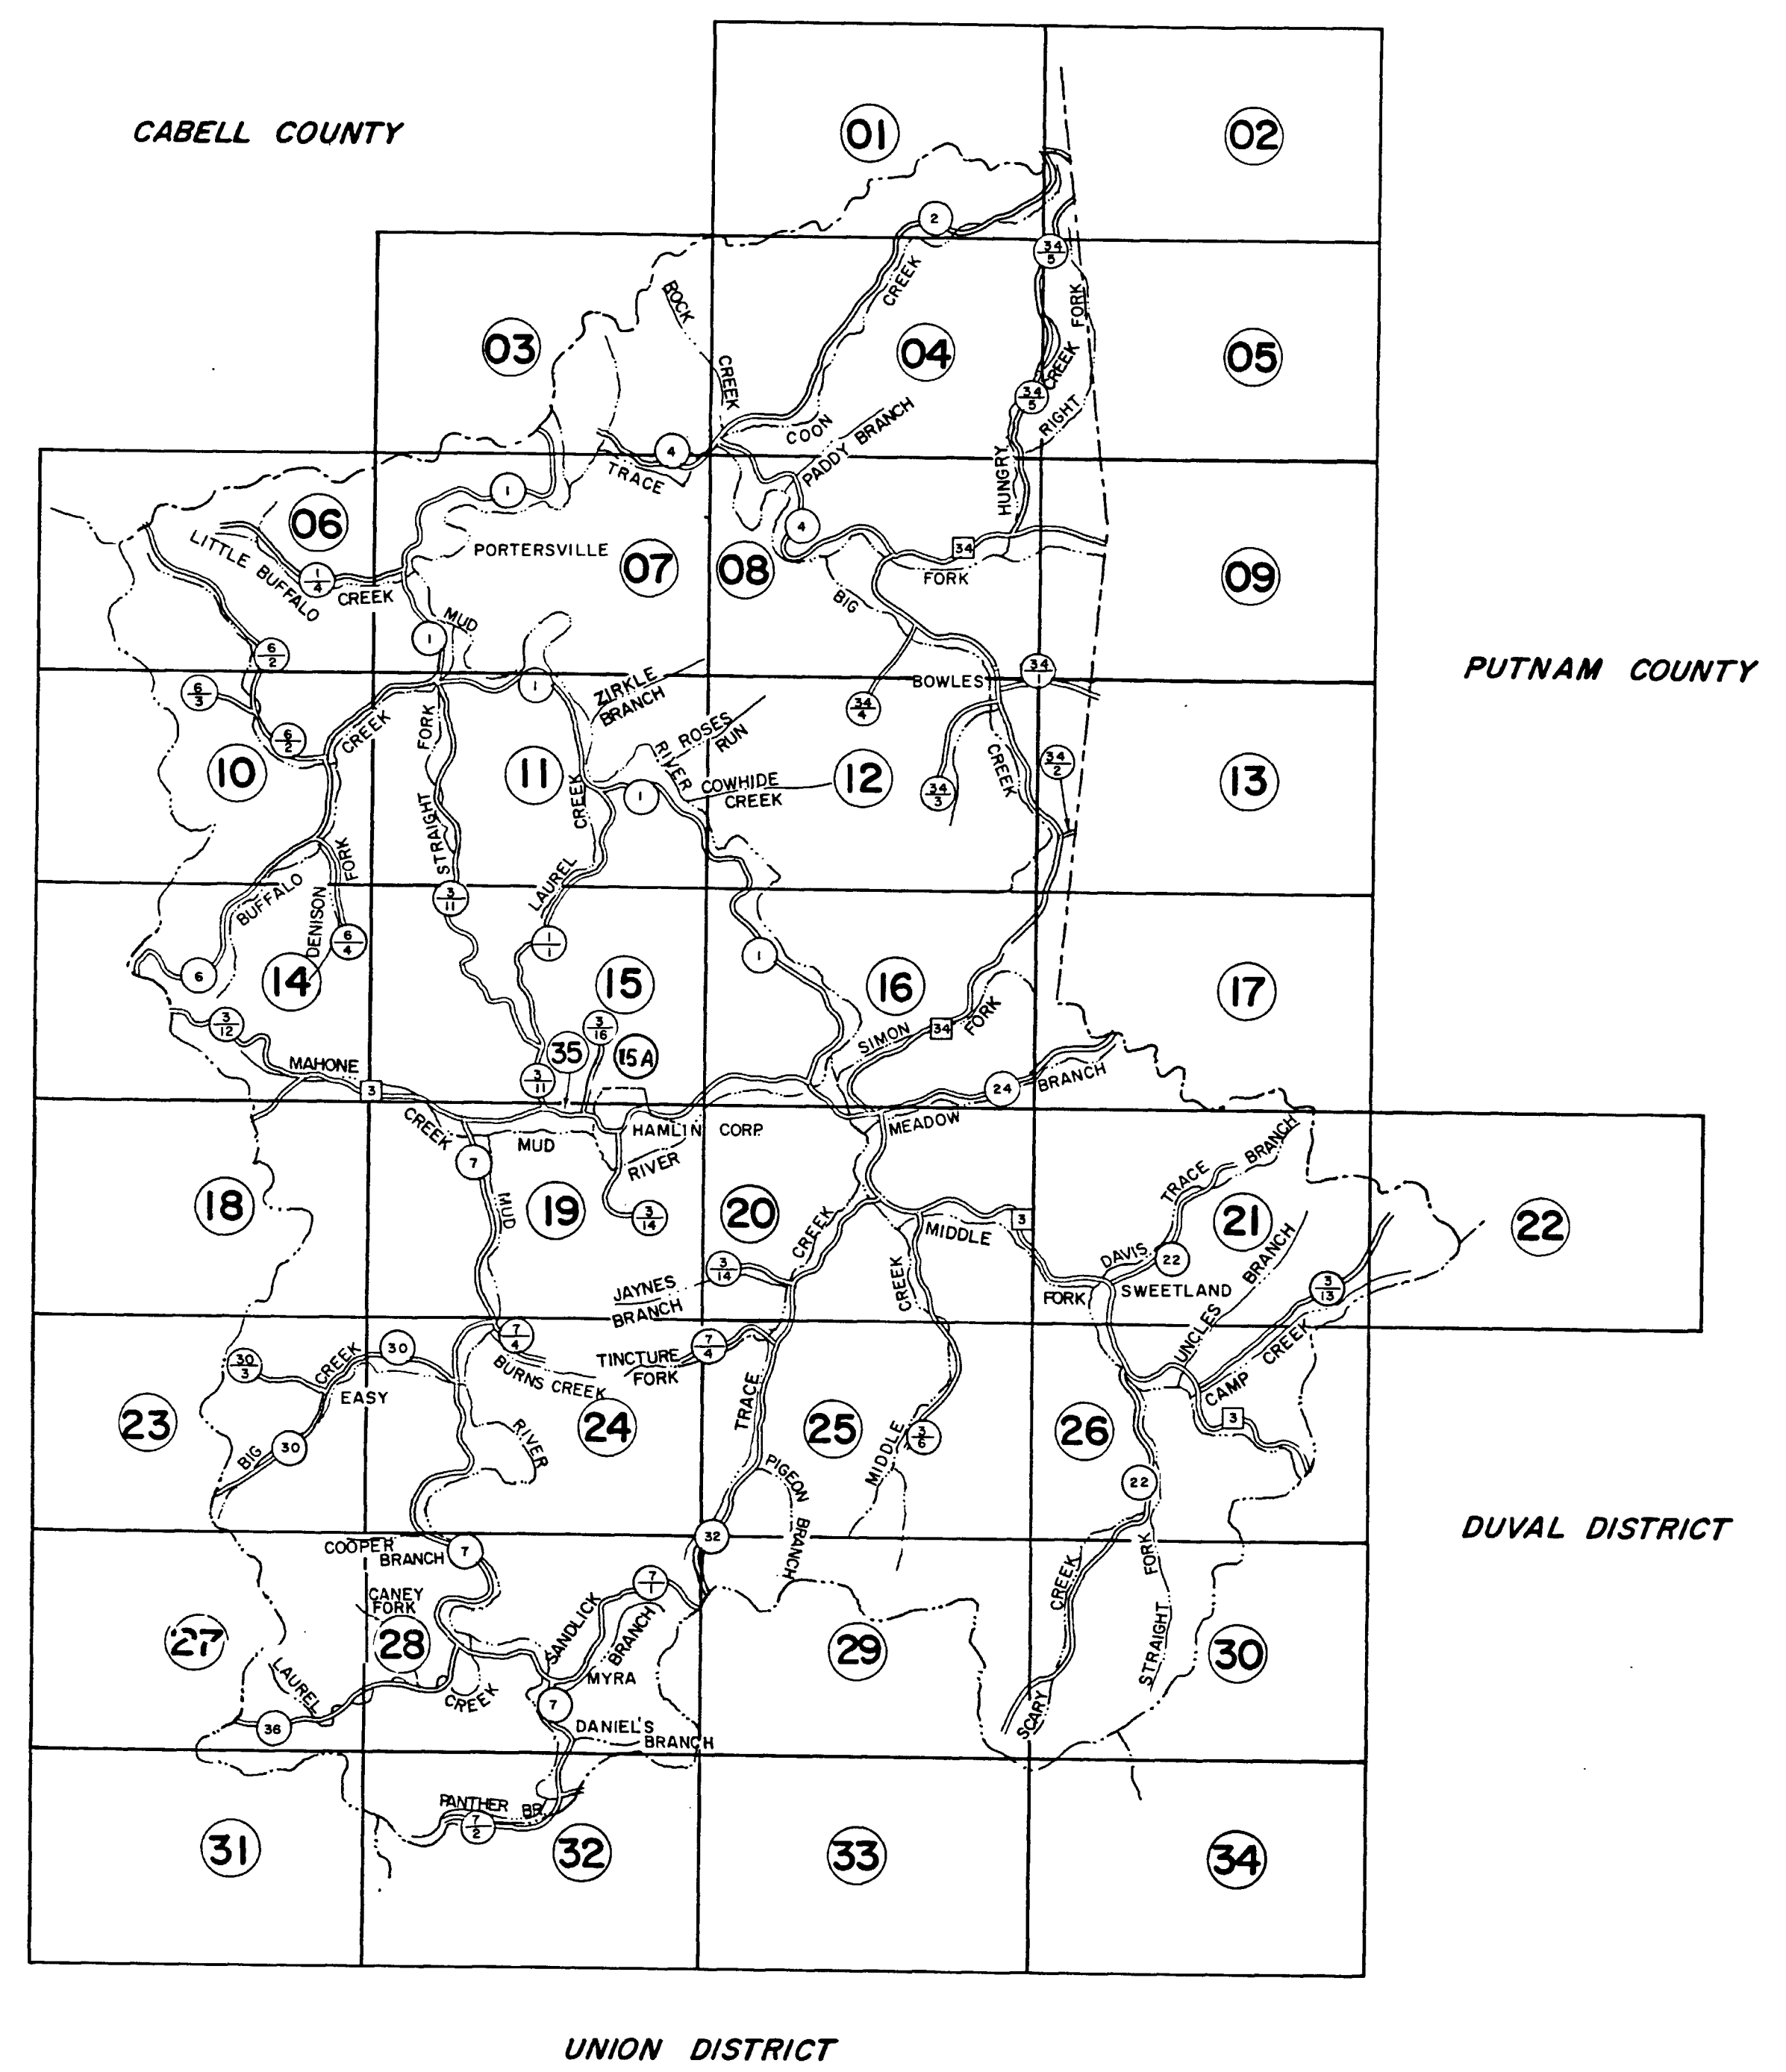 CABELL COUNTY
01
02
2
34
5
ROCK
CREEK
CREEK
FORK
03
04
05
CREEK
CREEK
34
5
RIGHT
COON
PADDY BRANCH
4
TRACE
HUNGRY
1
06
LITTLE BUFFALO
CREEK
1
4
PORTERSVILLE
07
08
4
34
FORK
09
BIG
MUD
1
6
2
6
3
6
2
CREEK
1
ZIRKLE
BRANCH
BOWLES
34
1
34
4
PUTNAM COUNTY
FORK
RIVER
ROSES
RUN
10
11
12
13
CREEK
34
2
34
3
COWHIDE
CREEK
1
CREEK
STRAIGHT
FORK
LAUREL
BUFFALO
DENISON
3
11
6
4
1
1
1
6
14
15
16
17
3
12
3
16
35
15A
SIMON
34
FORK
MAHONE
3
3
11
24
BRANCH
CREEK
MUD
HAMLIN CORP.
MEADOW
RIVER
7
TRACE
BRANCH
18
MUD
19
3
14
20
CREEK
MIDDLE
3
21
22
DAVIS
22
BRANCH
3
14
JAYNES
BRANCH
CREEK
FORK
SWEETLAND
3
13
UNCLES
CREEK
30
3
CREEK
30
7
4
BURNS CREEK
TINCTURE
FORK
7
4
EASY
CAMP
3
23
24
25
26
BIG
30
RIVER
TRACE
PIGEON
BRANCH
MIDDLE
3
6
22
32
DUVAL DISTRICT
COOPER
BRANCH
7
FORK
CREEK
CANEY
FORK
7
1
SANDLICK
BRANCH
STRAIGHT
27
28
29
30
LAUREL
CREEK
MYRA
7
SCARY
36
DANIEL'S
BRANCH
PANTHER BR.
7
2
31
32
33
34
UNION DISTRICT